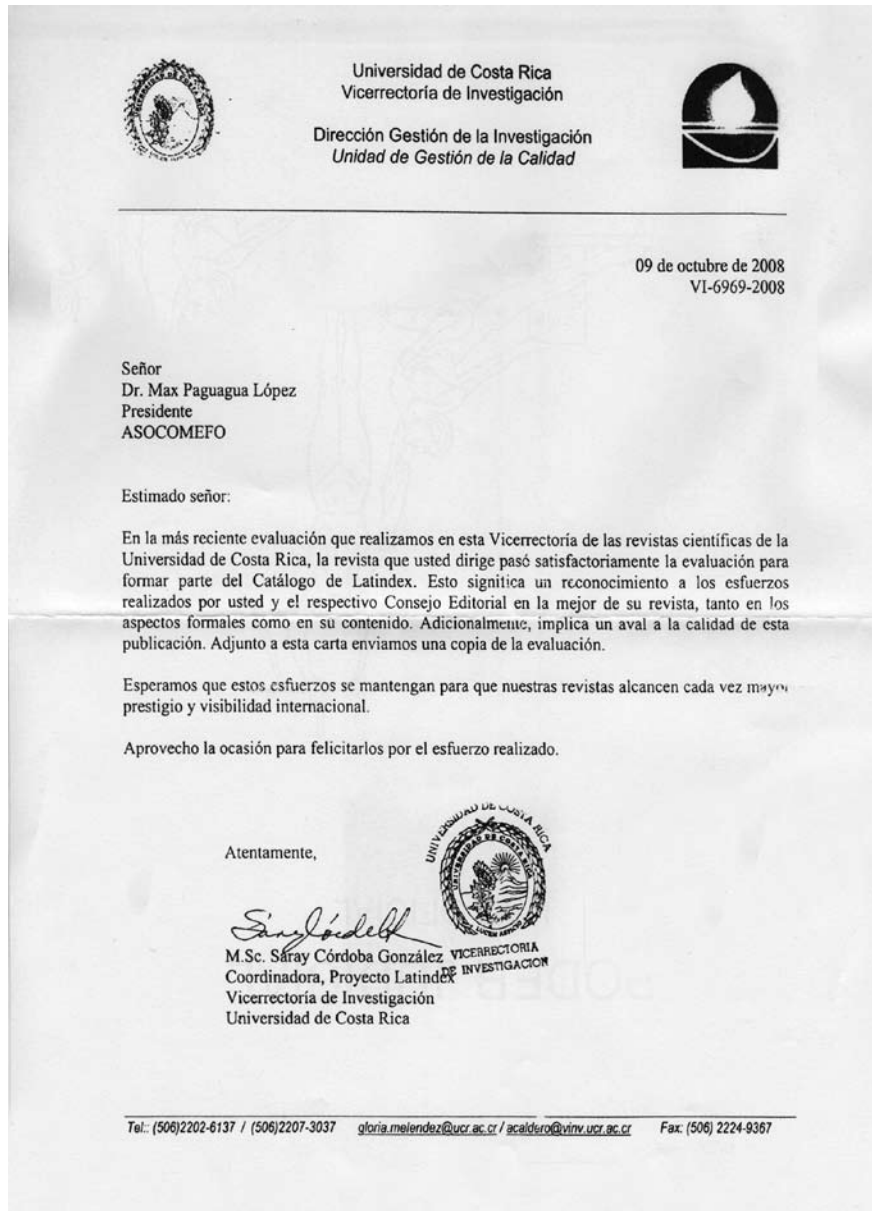 Universidad de Costa Rica
Vicerrectoría de Investigación
Dirección Gestión de la Investigación
Unidad de Gestión de la Calidad
09 de octubre de 2008
VI-6969-2008
Señor
Dr. Max Paguagua López
Presidente
ASOCOMEFO
Estimado señor:
En la más reciente evaluación que realizamos en esta Vicerrectoría de las revistas científicas de la
Universidad de Costa Rica, la revista que usted dirige pasó satisfactoriamente la evaluación para
formar parte del Catálogo de Latindex. Esto significa un reconocimiento a los esfuerzos
realizados por usted y el respectivo Consejo Editorial en la mejor de su revista, tanto en los
aspectos formales como en su contenido. Adicionalmente, implica un aval a la calidad de esta
publicación. Adjunto a esta carta enviamos una copia de la evaluación.
Esperamos que estos esfuerzos se mantengan para que nuestras revistas alcancen cada vez mayor
prestigio y visibilidad internacional.
Aprovecho la ocasión para felicitarlos por el esfuerzo realizado.
Atentamente,
UNIVERSIDAD DE COSTA RICA
UNIVERSIDAD DE COSTA RICA
LUCEM ASPICIO
VICERRECTORIA
DE INVESTIGACION
M.Sc. Saray Córdoba González
Coordinadora, Proyecto Latindex
Vicerrectoría de Investigación
Universidad de Costa Rica
Tel.: (506)2202-6137 / (506)2207-3037 gloria.melendez@ucr.ac.cr / acaldero@vinv.ucr.ac.cr Fax: (506) 2224-9367